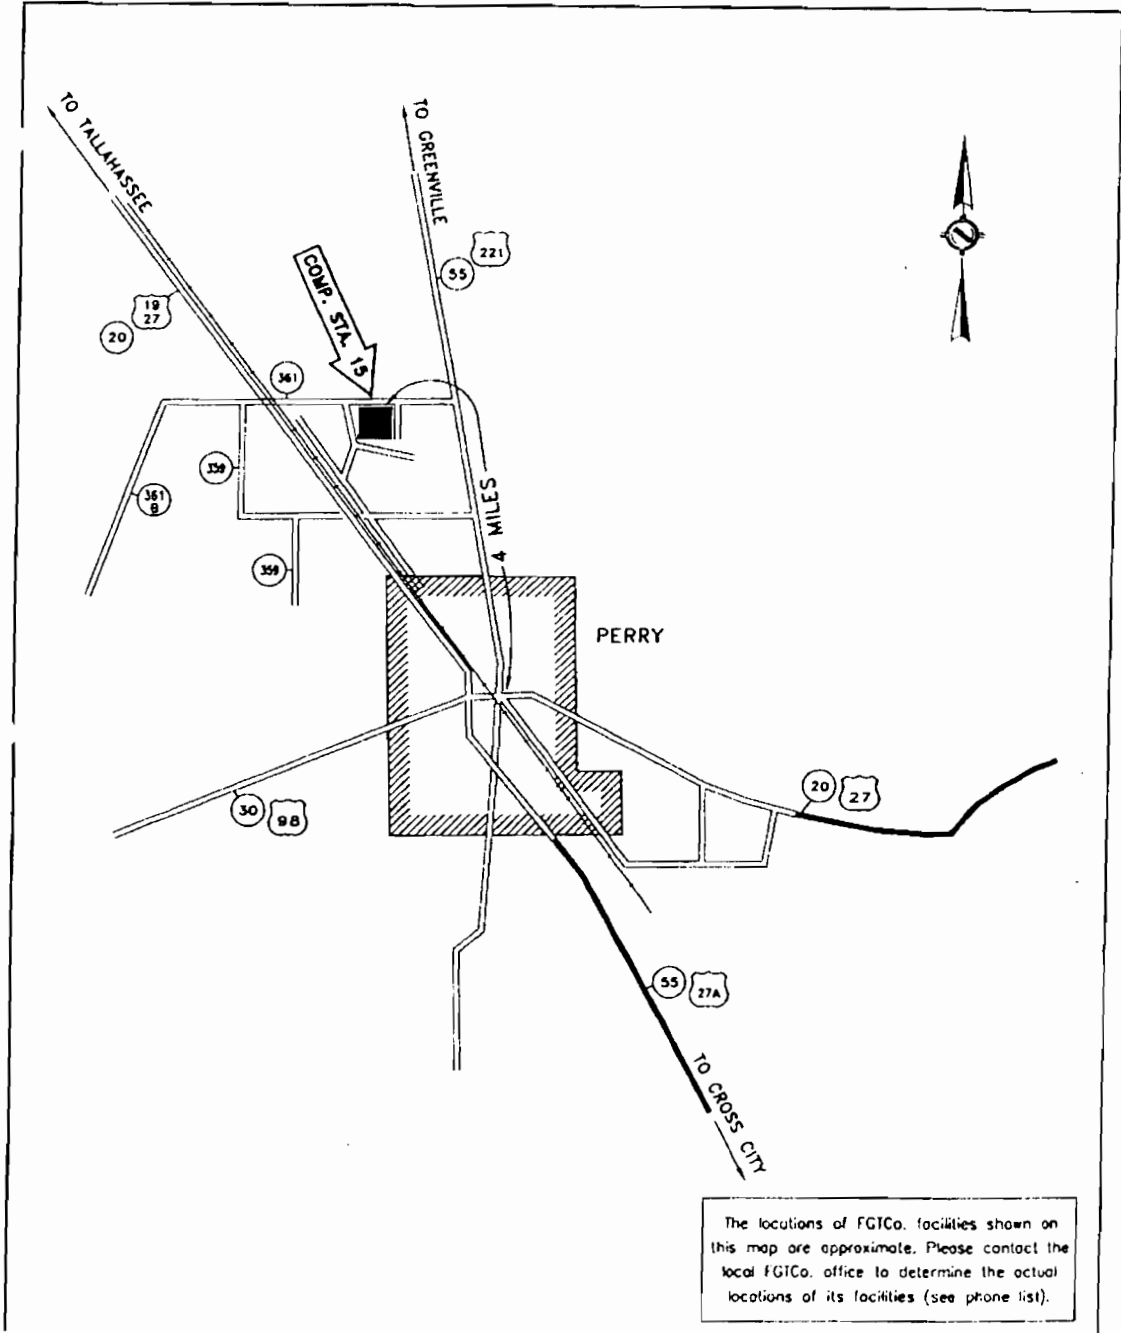 TO TALLAHASSEE
TO GREENVILLE
221
55
19
27
20
COMP. STA. 15
361
339
361
B
359
4 MILES
PERRY
30
98
20
27
55
27A
TO CROSS CITY
The locations of FGTCo. facilities shown on
this map are approximate. Please contact the
local FGTCo. office to determine the actual
locations of its facilities (see phone list).